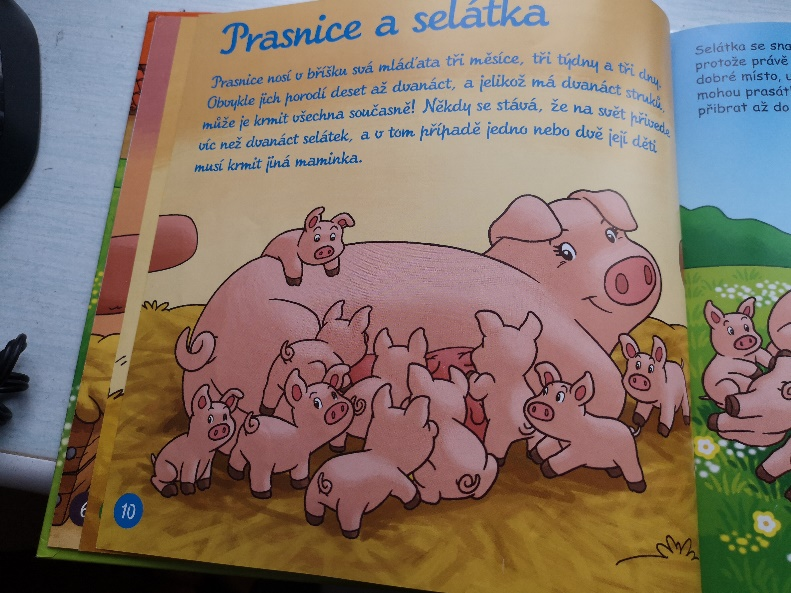 Prasnice a selátka
Prasnice nosí v bříšku svá mláďata tři měsíce, tři týdny a tři dny.
Obvykle jich porodí deset až dvanáct, a jelikož má dvanáct struků,
může je krmit všechna současně! Někdy se stává, že na svět přivede
víc než dvanáct selátek, a v tom případě jedno nebo dvě její děti
musí krmit jiná maminka.
10
6
Selátka se
protože právě
dobré místo,
mohou
přibrat až do